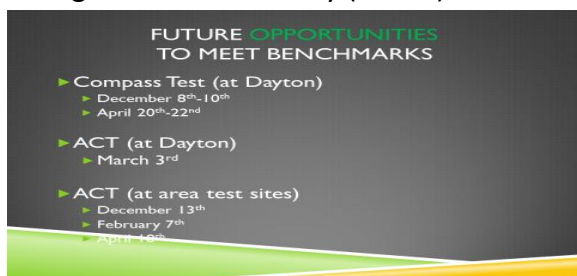 FUTURE OPPORTUNITIES
TO MEET BENCHMARKS
Compass Test (at Dayton)
December 8th-10th
April 20th-22nd
ACT (at Dayton)
March 3rd
ACT (at area test sites)
December 13th
February 7th
April